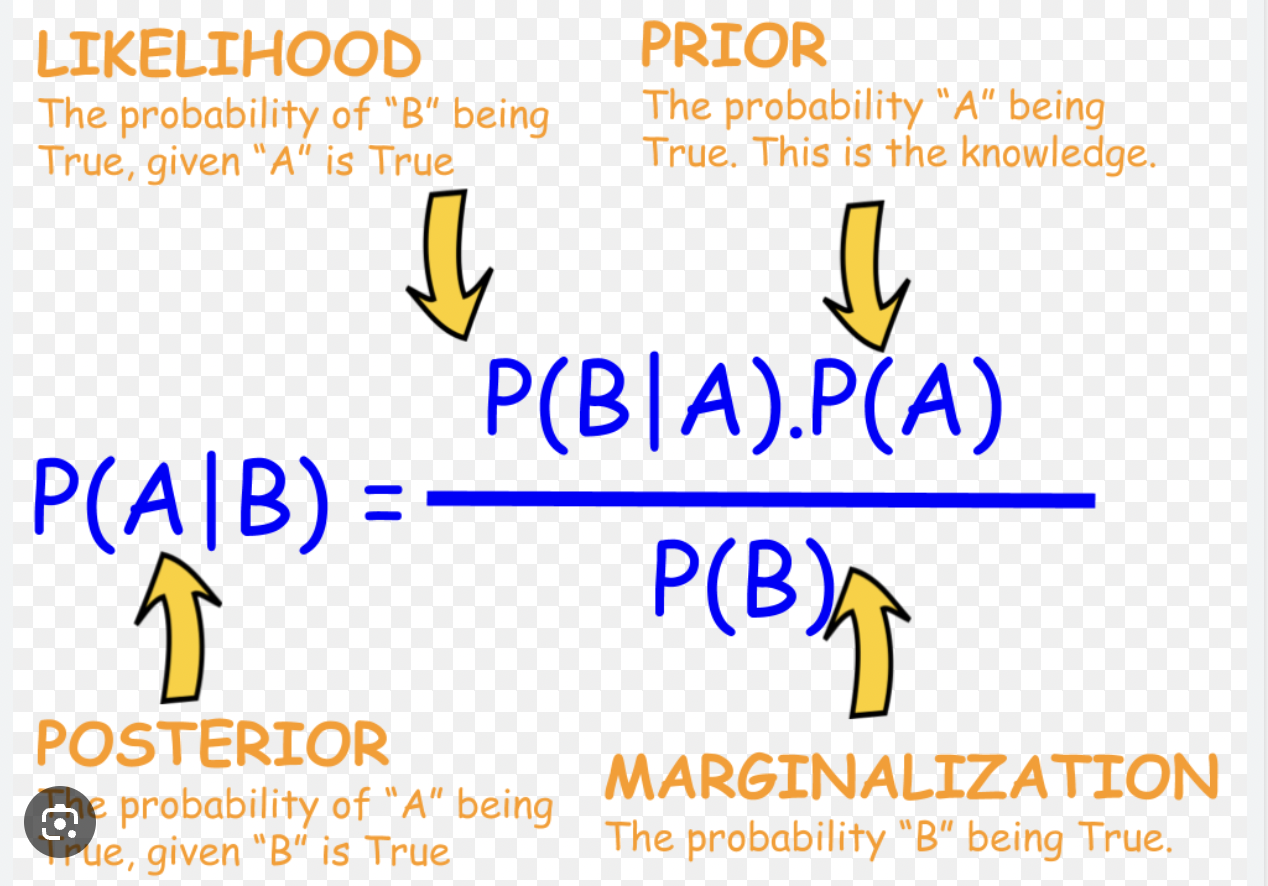 LIKELIHOOD
The probability of “B” being
True, given “A” is True
PRIOR
The probability “A” being
True. This is the knowledge.
P(B|A).P(A)
P(A|B) =
P(B)
POSTERIOR
The probability of “A” being
True, given “B” is True
MARGINALIZATION
The probability “B” being True.